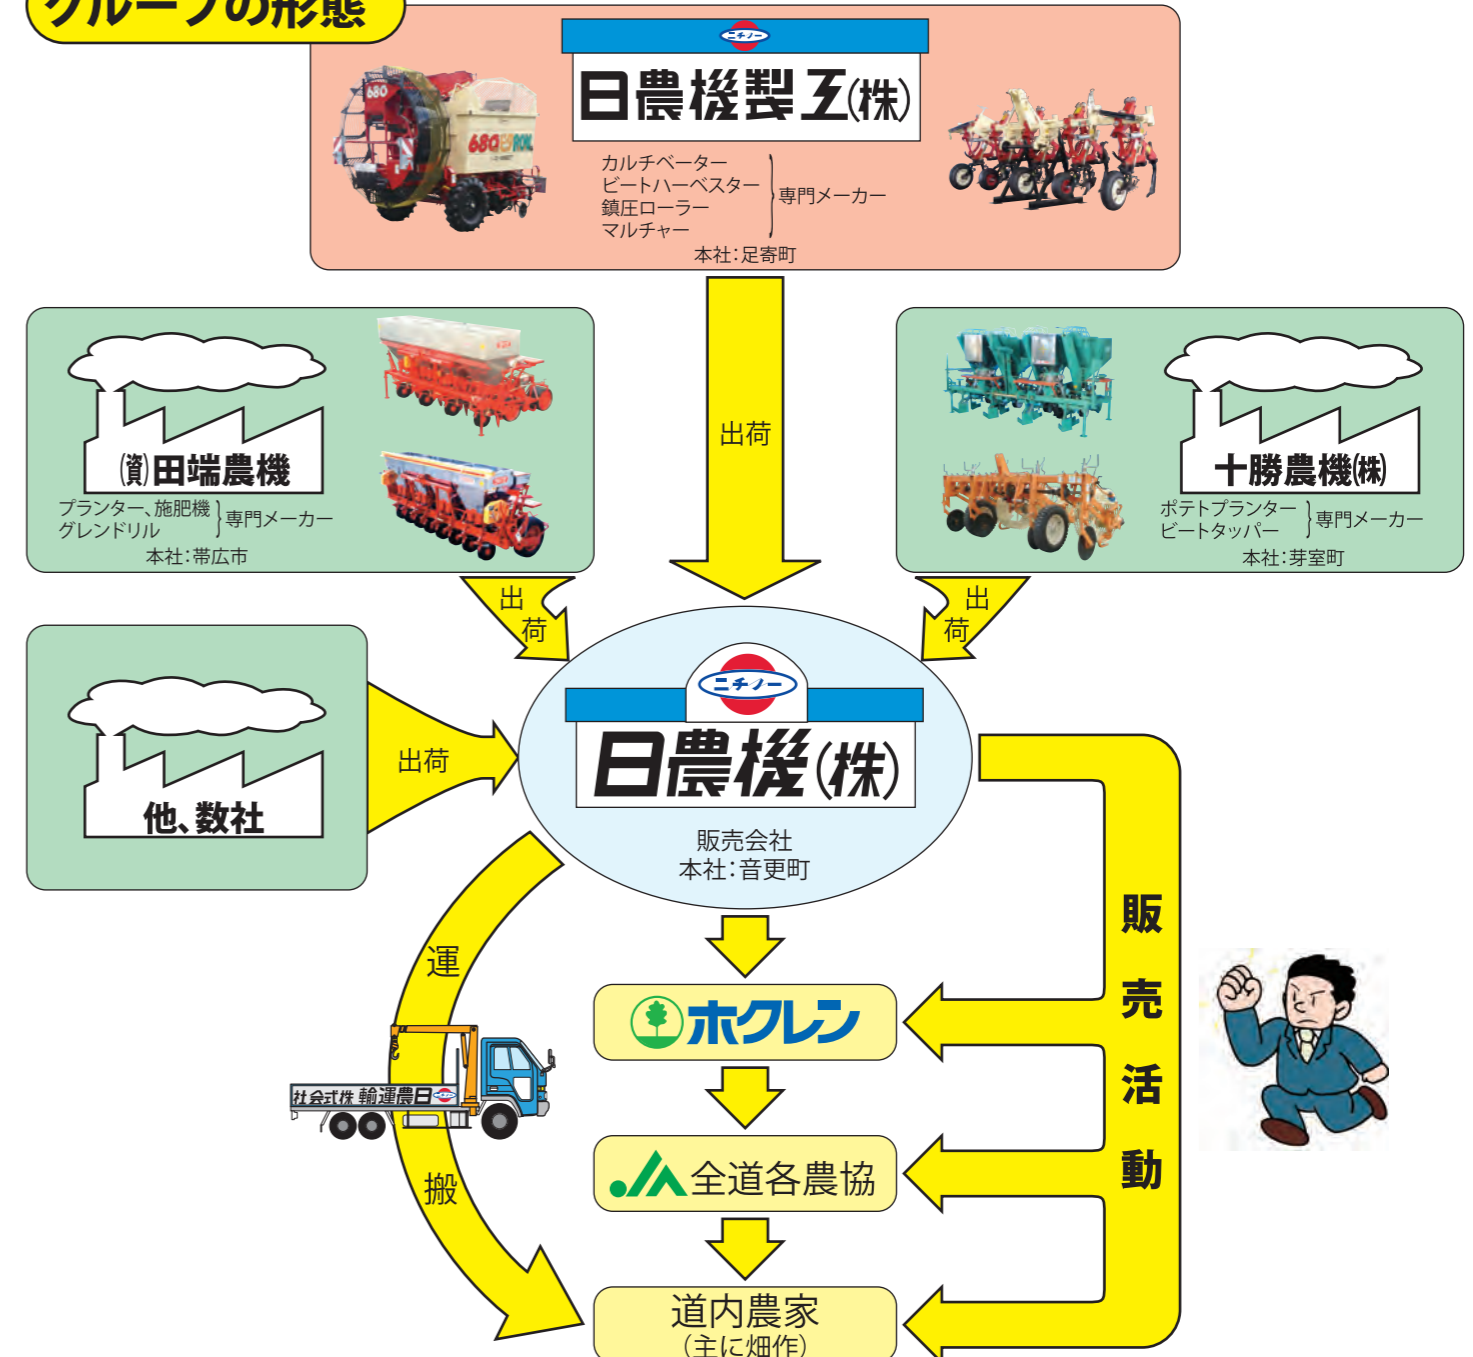 グループの形態
ニチノー
日農機製工(株)
カルチベーター
ビートハーベスター
鎮圧ローラー
マルチャー
専門メーカー
本社：足寄町
680
680
出荷
(資)田端農機
プランター、施肥機
グレンドリル
専門メーカー
本社：帯広市
十勝農機(株)
ポテトプランター
ビートタッパー
専門メーカー
本社：芽室町
出荷
出荷
他、数社
出荷
ニチノー
日農機(株)
販売会社
本社：音更町
運搬
社会式株 輸運農日
販売活動
ホクレン
JA全道各農協
道内農家
（主に畑作）